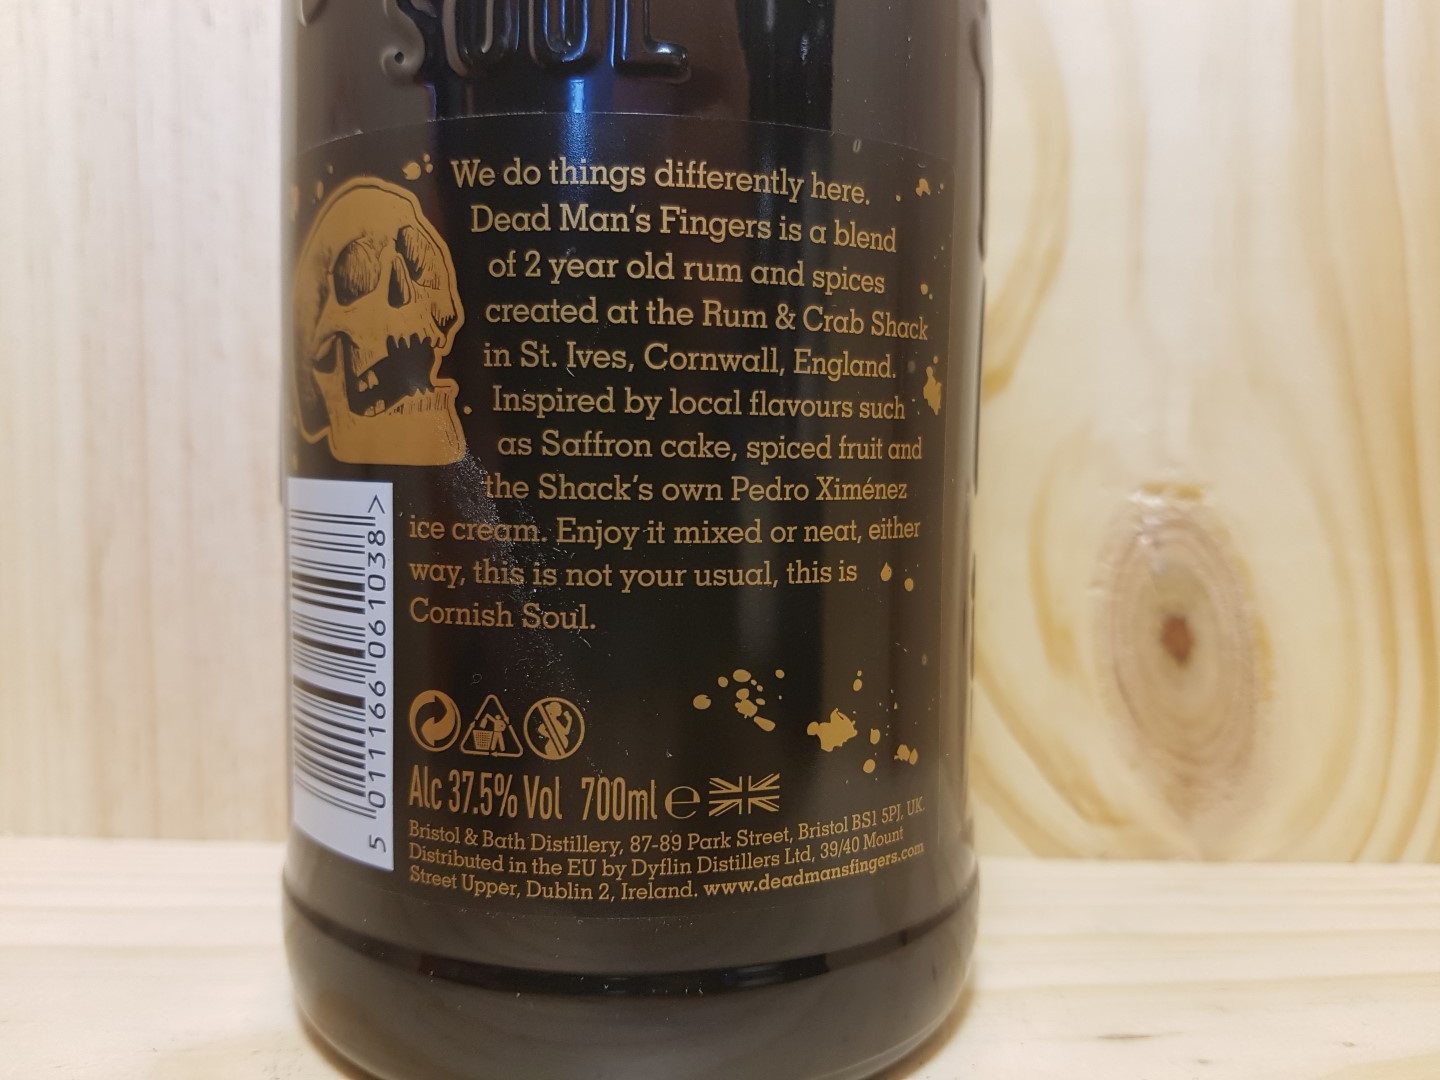 SOUL
We do things differently here.
Dead Man's Fingers is a blend
of 2 year old rum and spices
created at the Rum & Crab Shack
in St. Ives, Cornwall, England.
Inspired by local flavours such
as Saffron cake, spiced fruit and
the Shack's own Pedro Ximénez
ice cream. Enjoy it mixed or neat, either
way, this is not your usual, this is
Cornish Soul.
5 011166 061038 >
Alc 37.5% Vol 700ml e
Bristol & Bath Distillery, 87-89 Park Street, Bristol BS1 5PJ, UK.
Distributed in the EU by Dyflin Distillers Ltd, 39/40 Mount
Street Upper, Dublin 2, Ireland. www.deadmansfingers.com